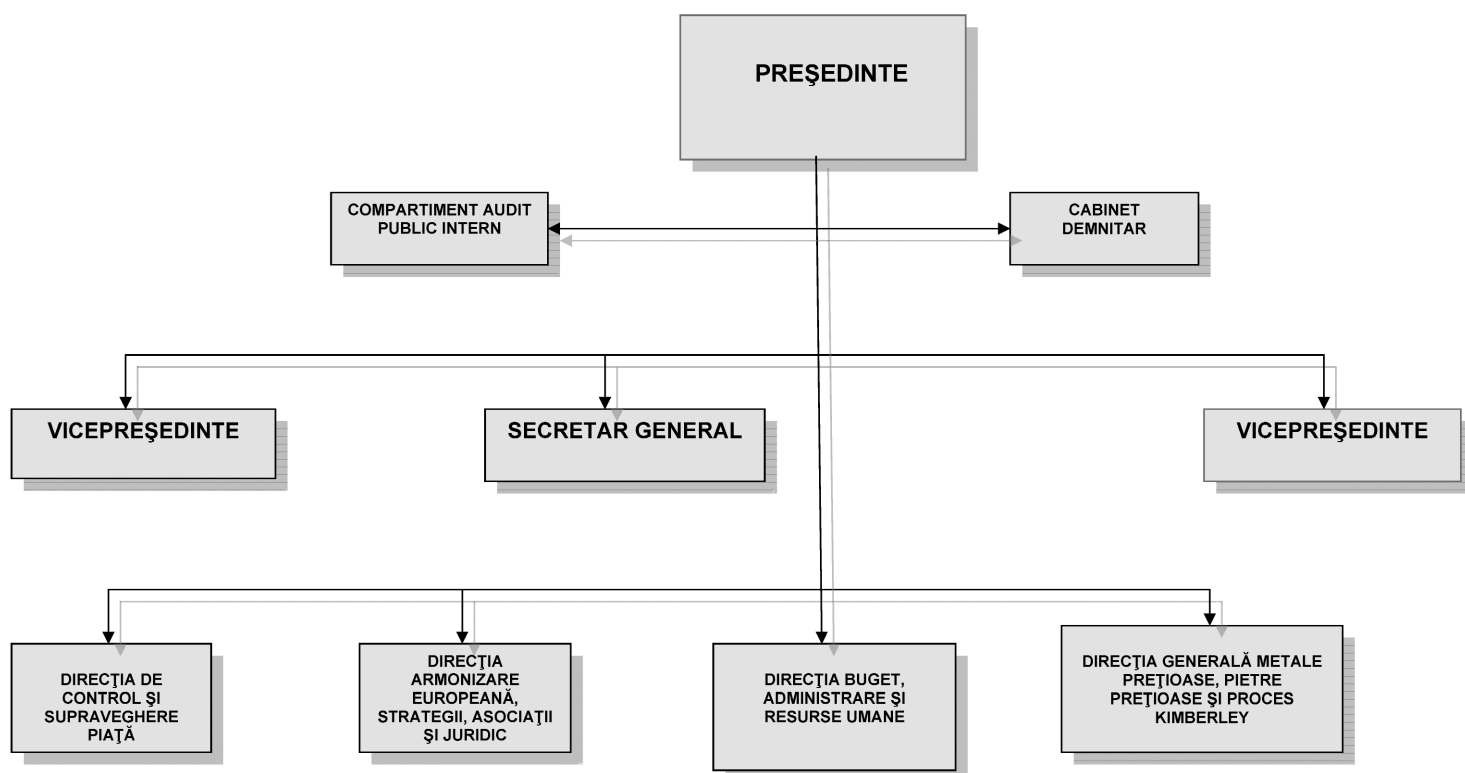 PREŞEDINTE
COMPARTIMENT AUDIT
PUBLIC INTERN
CABINET
DEMNITAR
VICEPREŞEDINTE
SECRETAR GENERAL
VICEPREŞEDINTE
DIRECŢIA DE
CONTROL ŞI
SUPRAVEGHERE
PIAŢĂ
DIRECŢIA
ARMONIZARE
EUROPEANĂ,
STRATEGII, ASOCIAŢII
ŞI JURIDIC
DIRECŢIA BUGET,
ADMINISTRARE ŞI
RESURSE UMANE
DIRECŢIA GENERALĂ METALE
PREŢIOASE, PIETRE
PREŢIOASE ŞI PROCES
KIMBERLEY